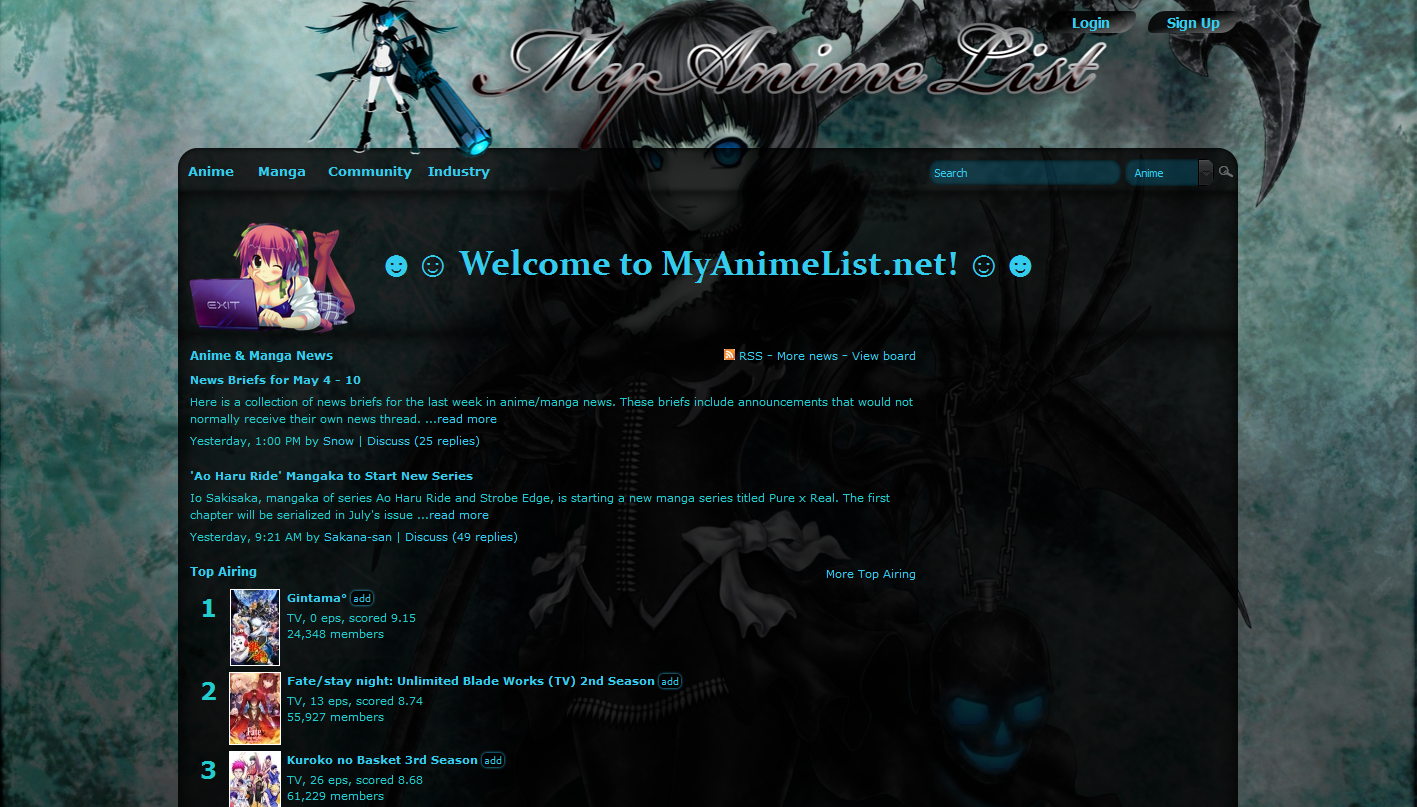 Login Sign Up
My Anime List
Anime Manga Community Industry
Search Anime
EXIT
☻☺ Welcome to MyAnimeList.net! ☺☻
Anime & Manga News
RSS - More news - View board
News Briefs for May 4 - 10
Here is a collection of news briefs for the last week in anime/manga news. These briefs include announcements that would not
normally receive their own news thread. ...read more
Yesterday, 1:00 PM by Snow | Discuss (25 replies)
'Ao Haru Ride' Mangaka to Start New Series
Io Sakisaka, mangaka of series Ao Haru Ride and Strobe Edge, is starting a new manga series titled Pure x Real. The first
chapter will be serialized in July's issue ...read more
Yesterday, 9:21 AM by Sakana-san | Discuss (49 replies)
Top Airing
More Top Airing
1
Gintama° add
TV, 0 eps, scored 9.15
24,348 members
2
Fate/stay night: Unlimited Blade Works (TV) 2nd Season add
TV, 13 eps, scored 8.74
55,927 members
Fate
3
Kuroko no Basket 3rd Season add
TV, 26 eps, scored 8.68
61,229 members